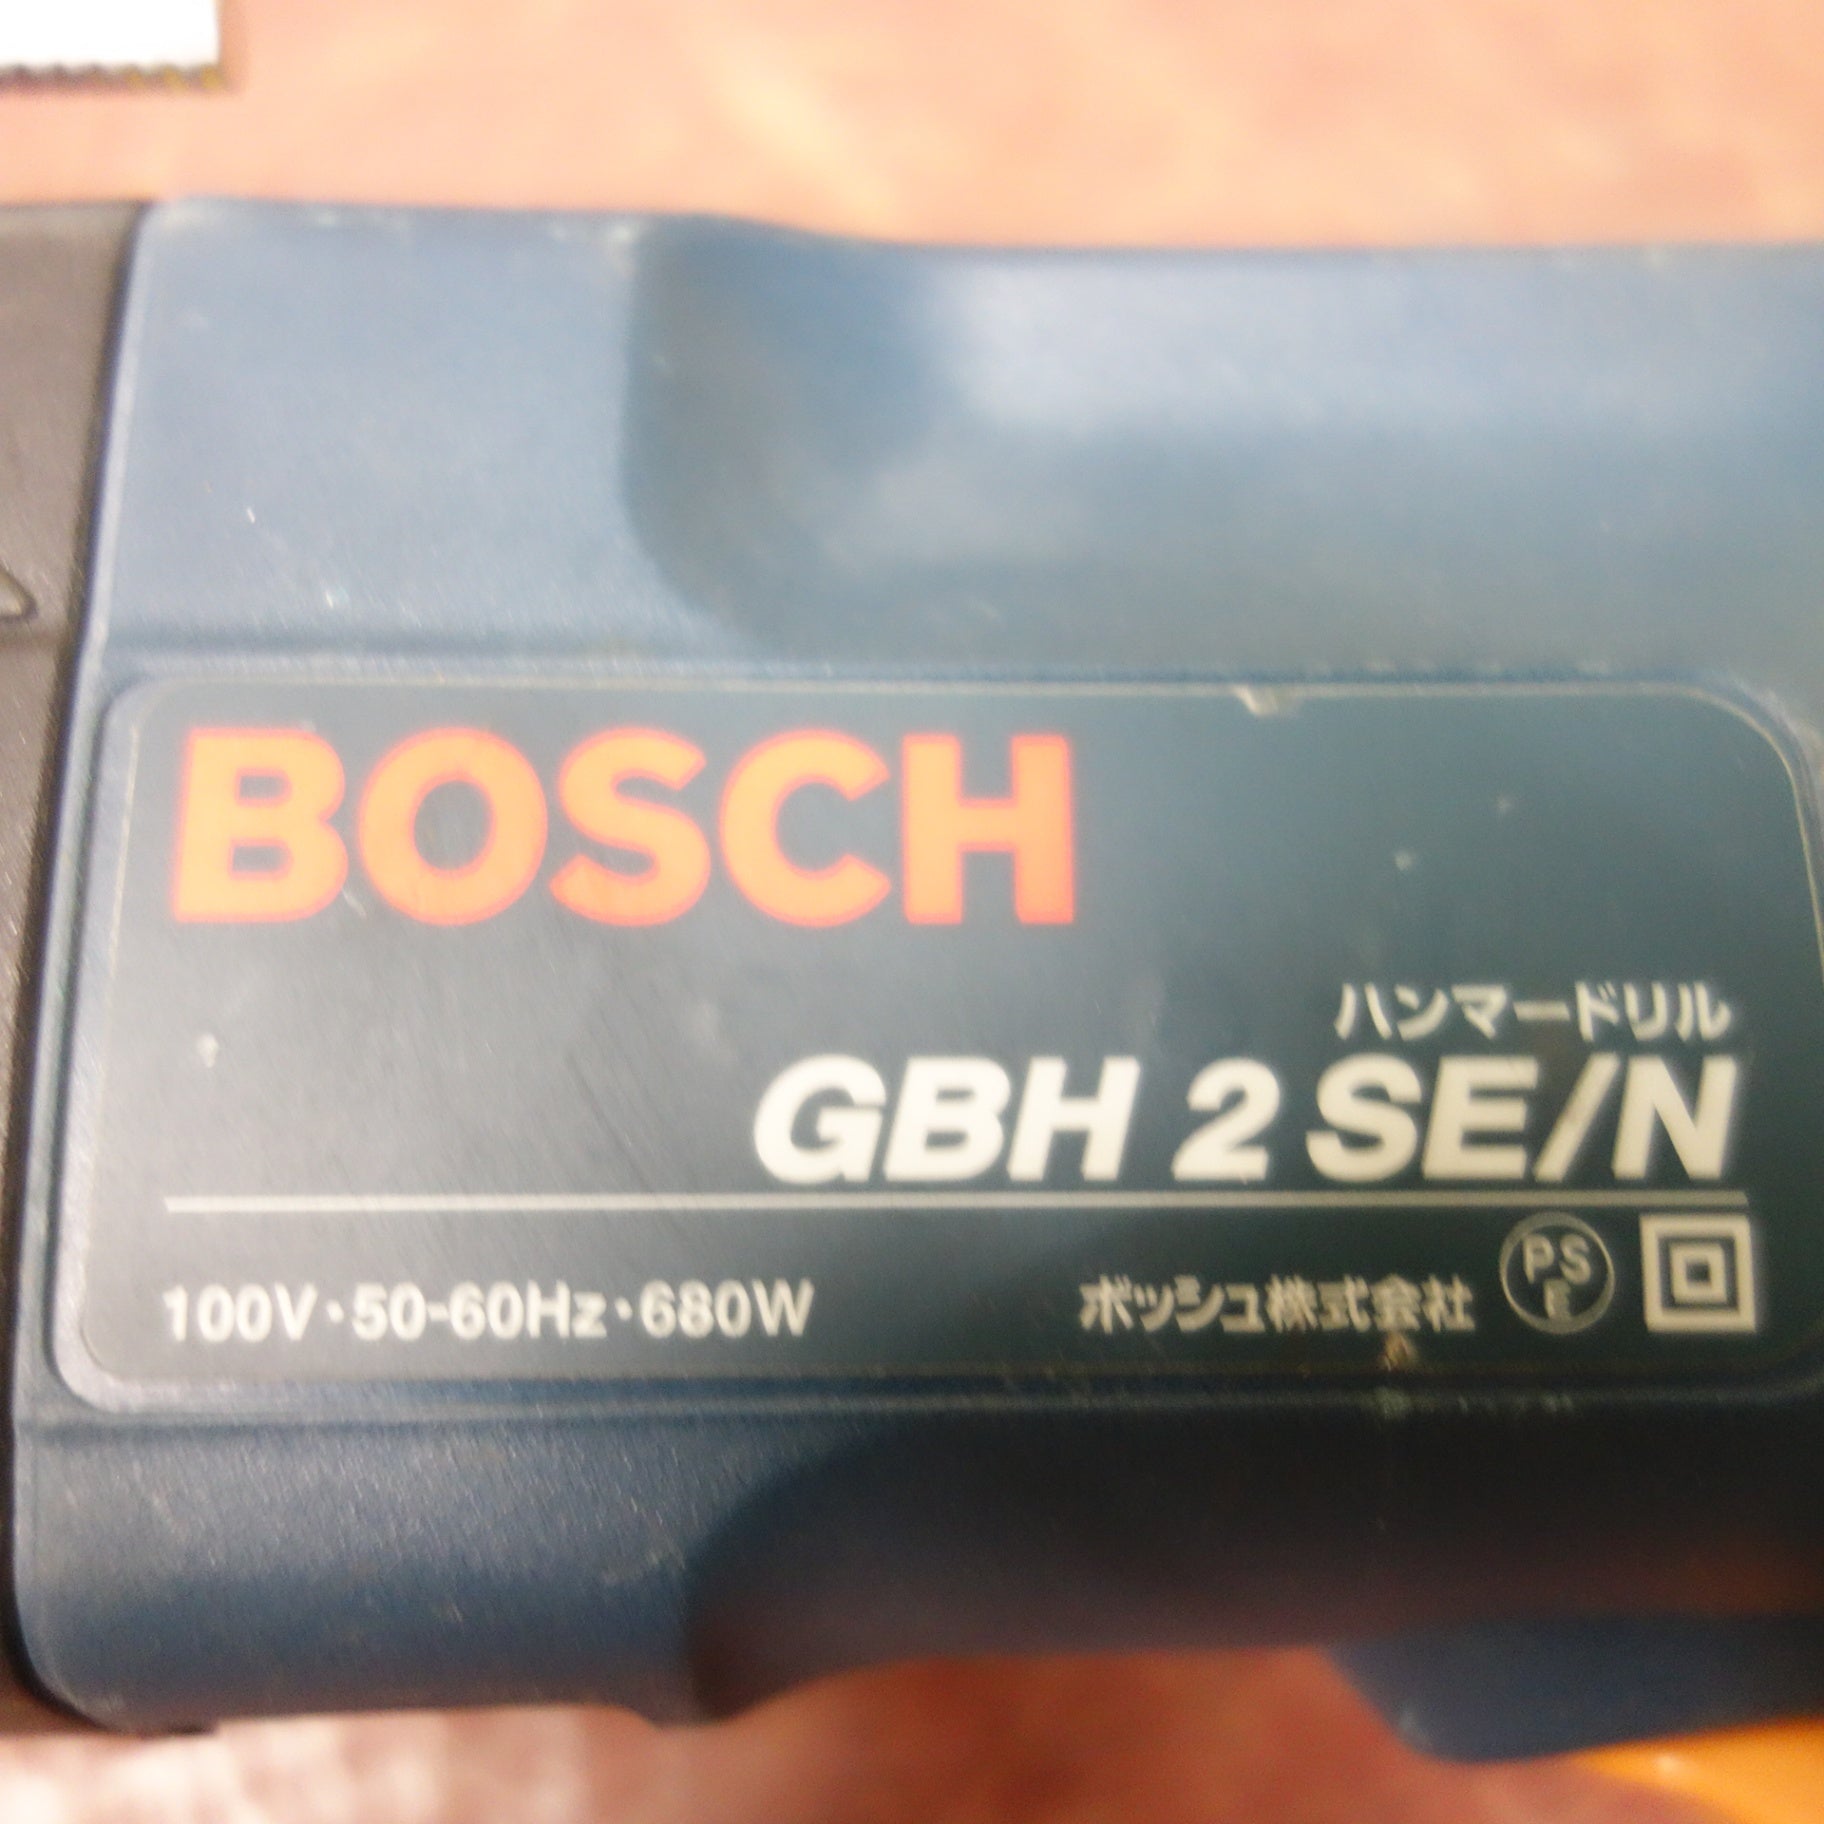 BOSCH
ハンマードリル
GBH 2 SE/N
100V・50-60Hz・680W
ボッシュ株式会社
PS
E